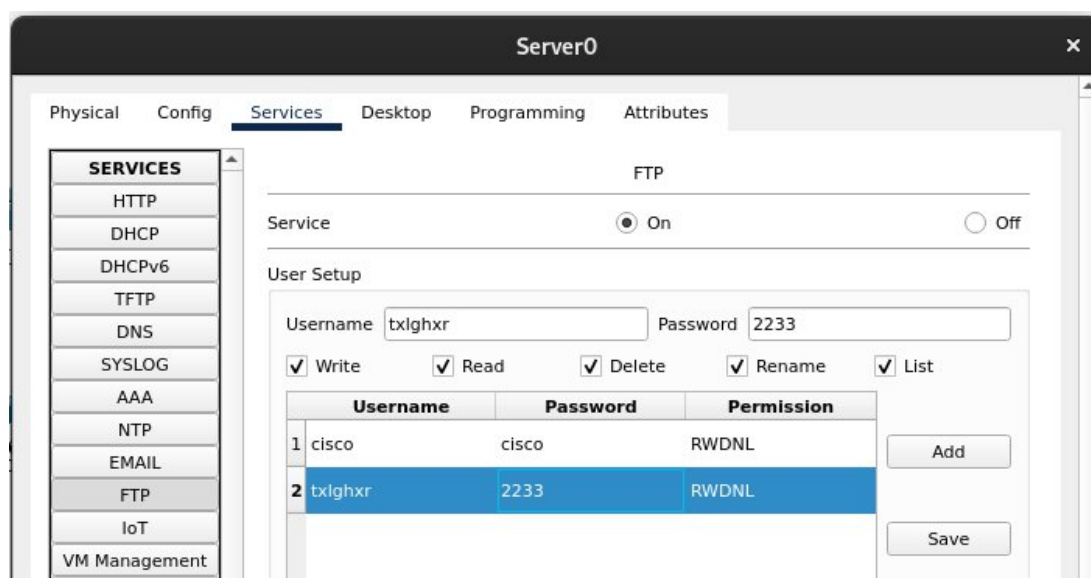 Server0
Physical Config Services Desktop Programming Attributes
SERVICES
HTTP
DHCP
DHCPv6
TFTP
DNS
SYSLOG
AAA
NTP
EMAIL
FTP
IoT
VM Management
FTP
Service On Off
User Setup
Username txlghxr Password 2233
Write Read Delete Rename List
Username Password Permission
1 cisco cisco RWDNL
2 txlghxr 2233 RWDNL
Add
Save